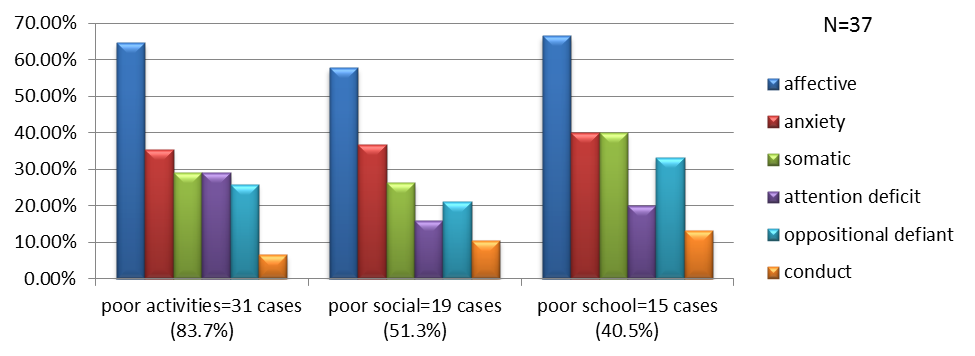 70.00%
60.00%
50.00%
40.00%
30.00%
20.00%
10.00%
0.00%
poor activities=31 cases
(83.7%)
poor social=19 cases
(51.3%)
poor school=15 cases
(40.5%)
N=37
affective
anxiety
somatic
attention deficit
oppositional defiant
conduct